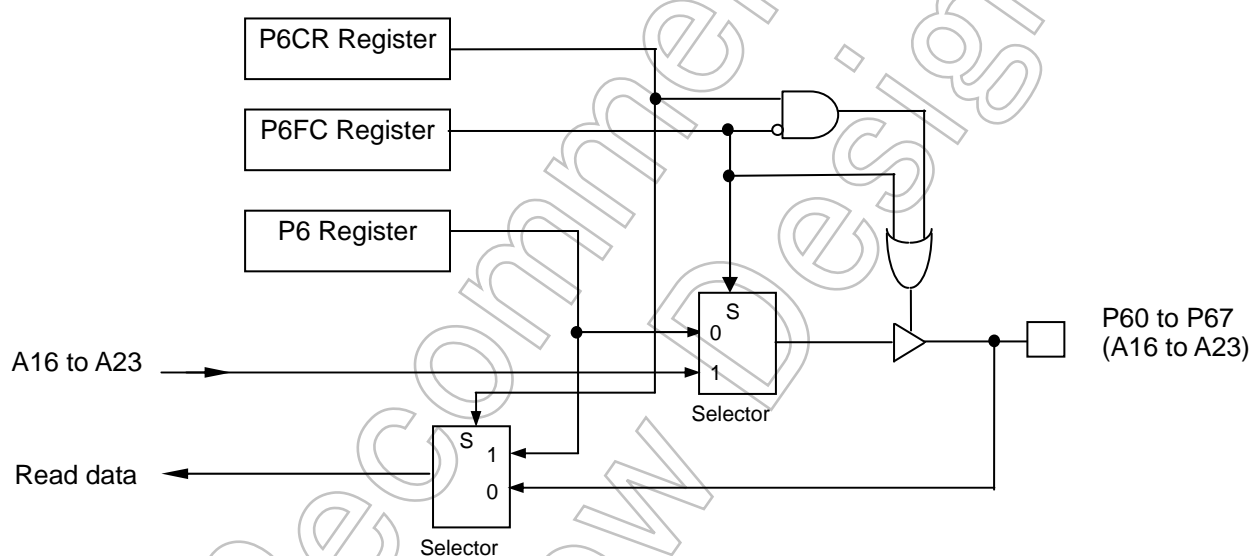 P6CR Register
P6FC Register
P6 Register
S
0
1
Selector
A16 to A23
P60 to P67
(A16 to A23)
S
1
0
Selector
Read data